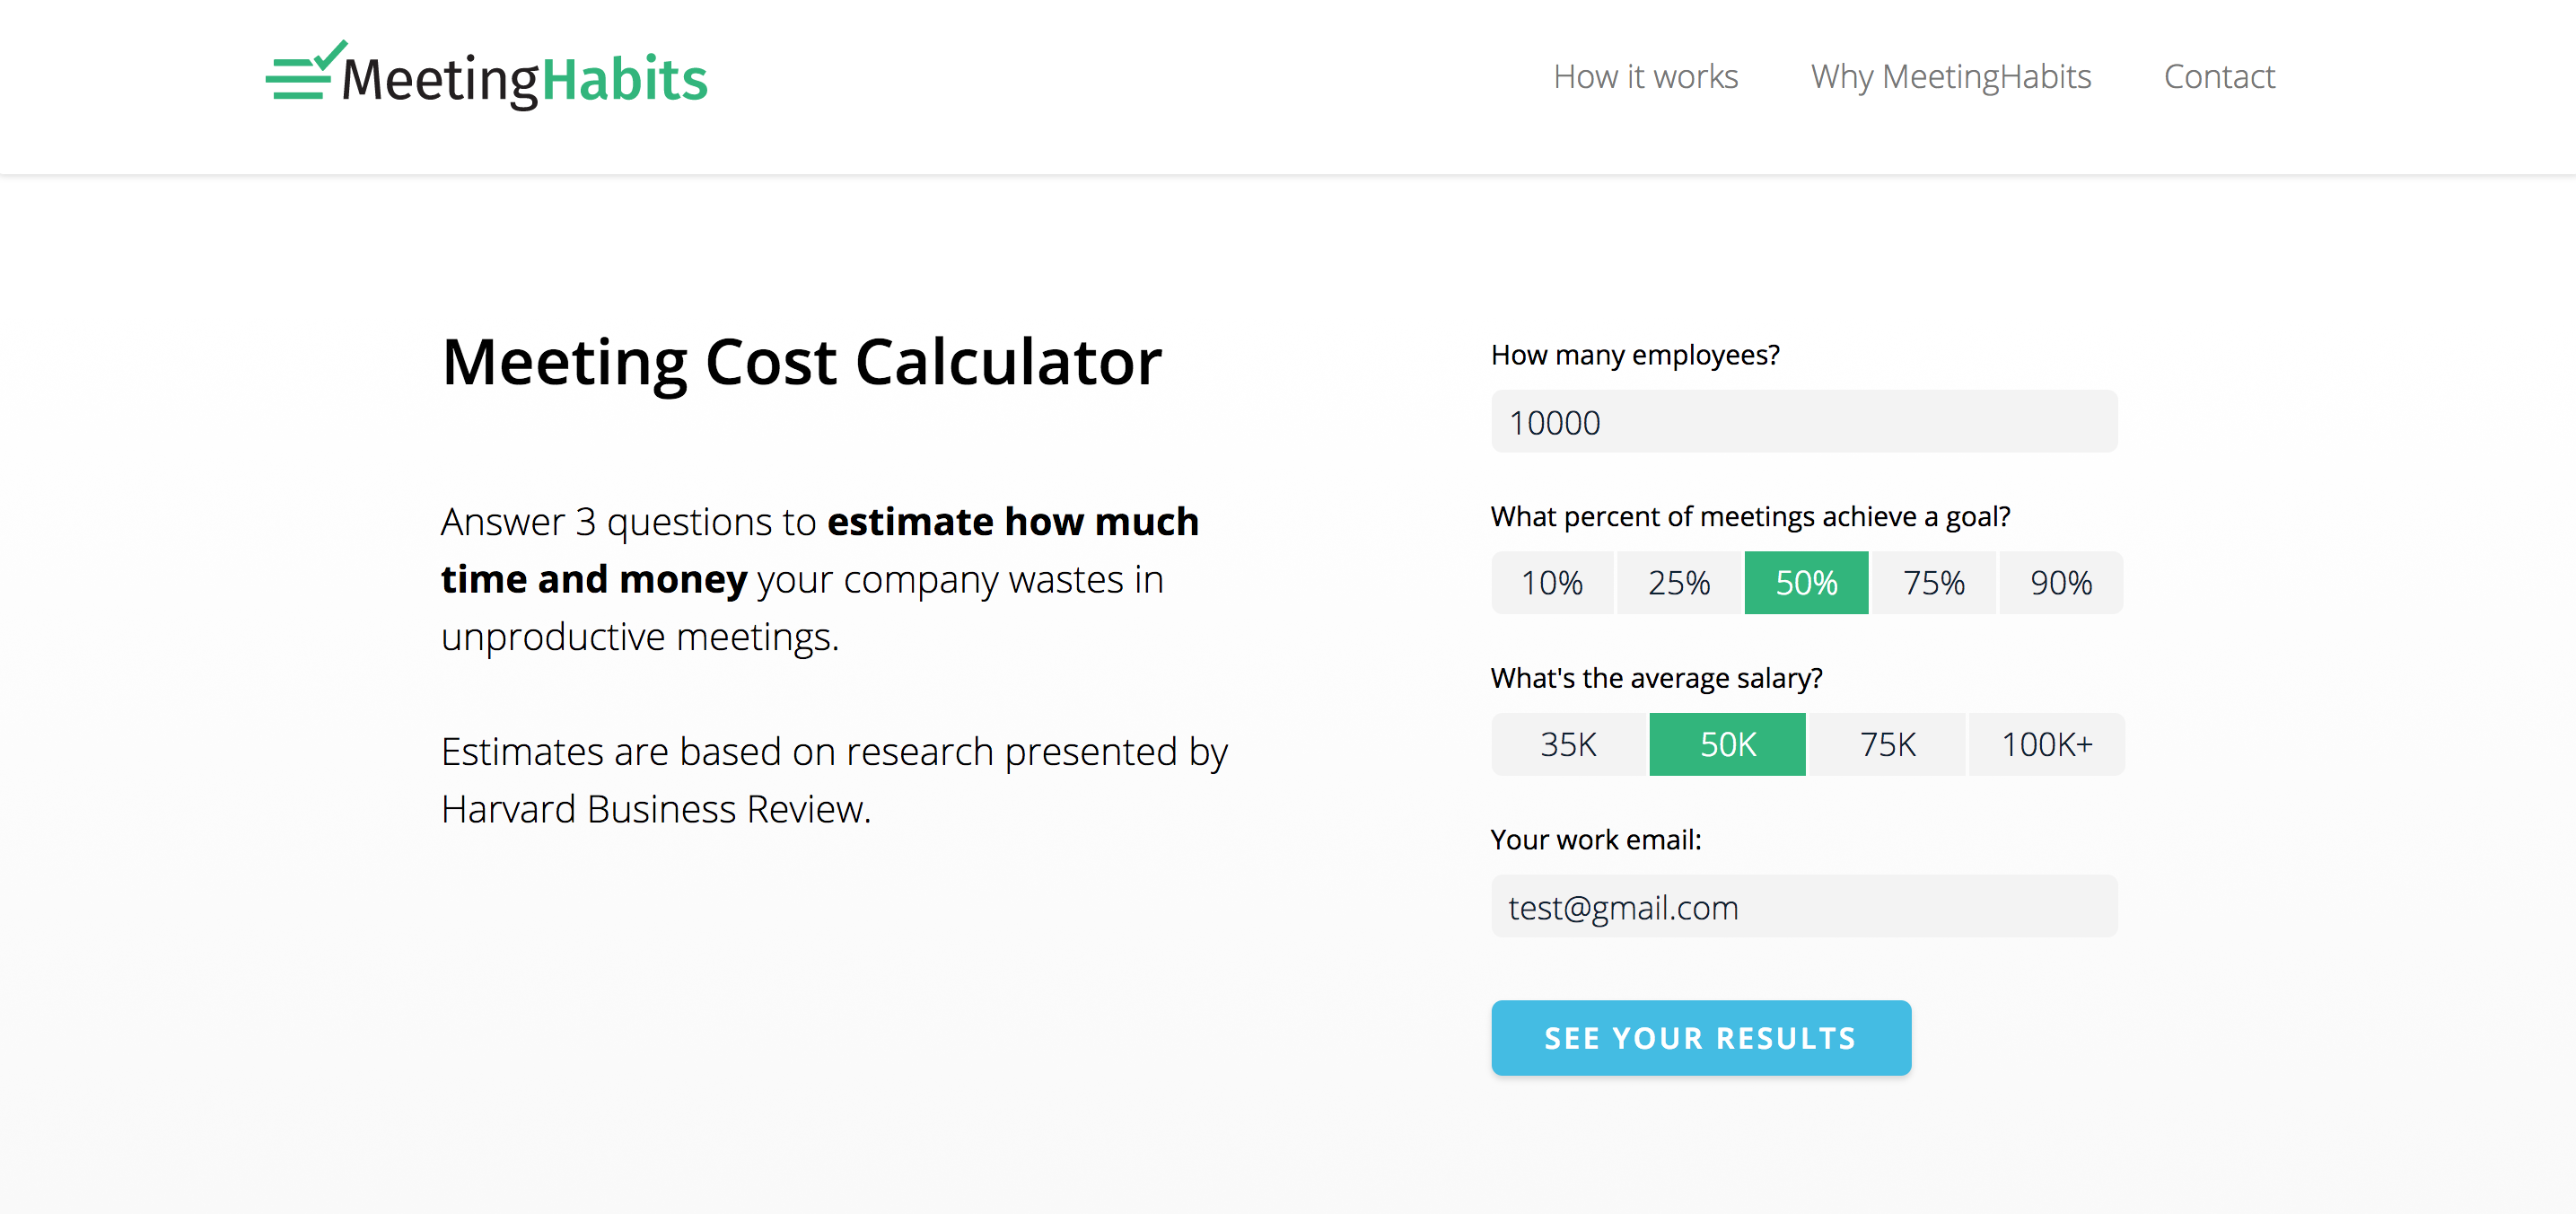 MeetingHabits
How it works
Why MeetingHabits
Contact
Meeting Cost Calculator
Answer 3 questions to estimate how much
time and money your company wastes in
unproductive meetings.
Estimates are based on research presented by
Harvard Business Review.
How many employees?
10000
What percent of meetings achieve a goal?
10% 25% 50% 75% 90%
What's the average salary?
35K 50K 75K 100K+
Your work email:
test@gmail.com
SEE YOUR RESULTS